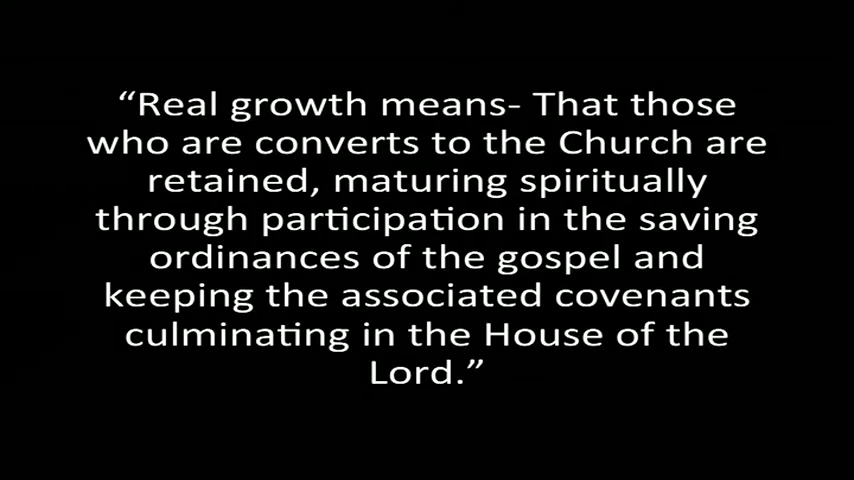 “Real growth means- That those
who are converts to the Church are
retained, maturing spiritually
through participation in the saving
ordinances of the gospel and
keeping the associated covenants
culminating in the House of the
Lord.”